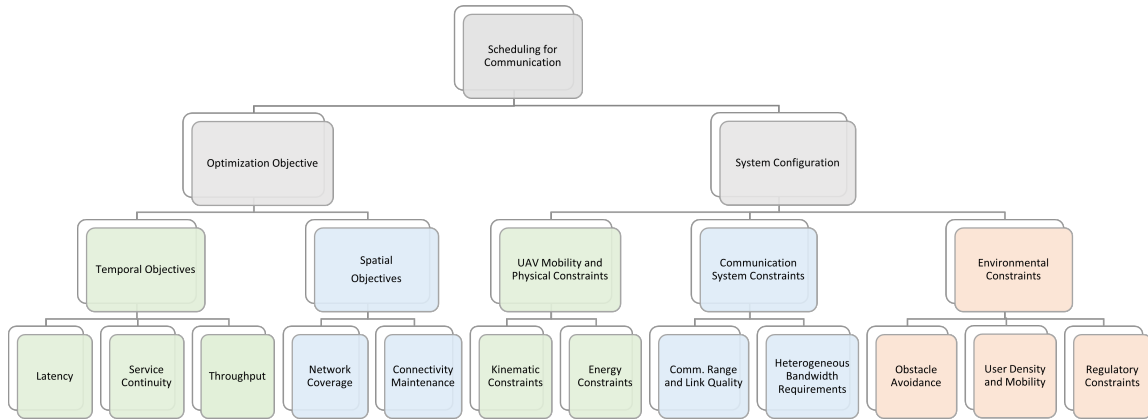 Scheduling for
Communication
Optimization Objective
System Configuration
Temporal Objectives
Spatial
Objectives
UAV Mobility and
Physical Constraints
Communication
System Constraints
Environmental
Constraints
Latency
Service
Continuity
Throughput
Network
Coverage
Connectivity
Maintenance
Kinematic
Constraints
Energy
Constraints
Comm. Range
and Link Quality
Heterogeneous
Bandwidth
Requirements
Obstacle
Avoidance
User Density
and Mobility
Regulatory
Constraints